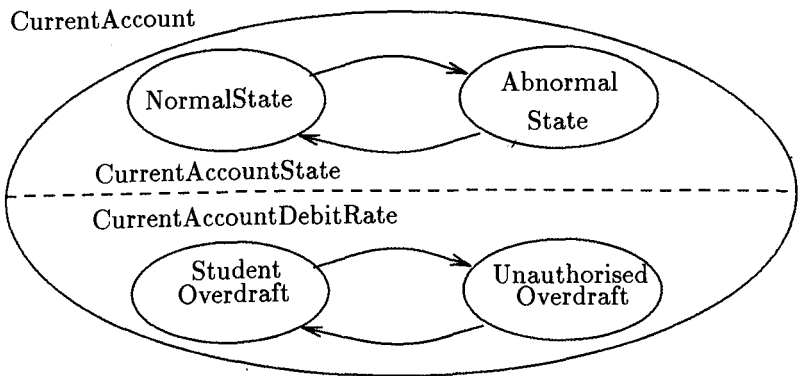 CurrentAccount
NormalState
Abnormal
State
CurrentAccountState
CurrentAccountDebitRate
Student
Overdraft
Unauthorised
Overdraft